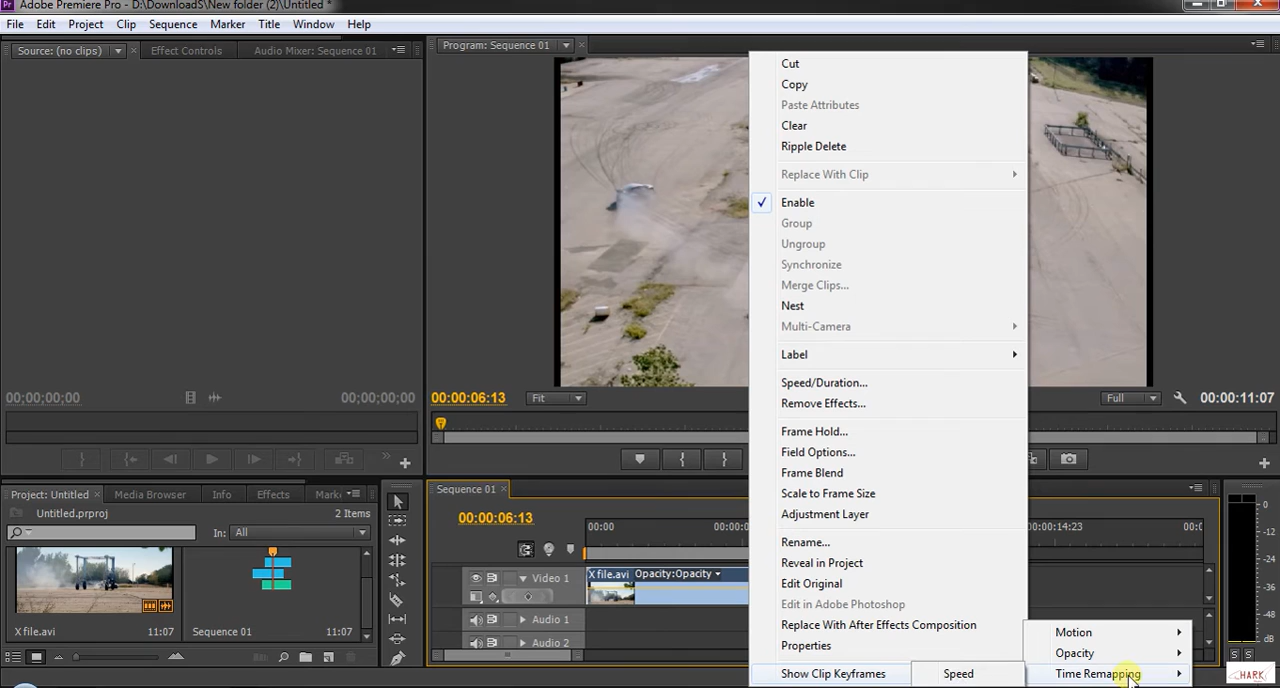 Adobe Premiere Pro - D:\DownloadS\New folder (2)\Untitled *
File Edit Project Clip Sequence Marker Title Window Help
Source: (no clips) Effect Controls Audio Mixer: Sequence 01
Program: Sequence 01
Cut
Copy
Paste Attributes
Clear
Ripple Delete
Replace With Clip
Enable
Group
Ungroup
Synchronize
Merge Clips...
Nest
Multi-Camera
Label
Speed/Duration...
Remove Effects...
Frame Hold...
Field Options...
Frame Blend
Scale to Frame Size
Adjustment Layer
Rename...
Reveal in Project
Edit Original
Edit in Adobe Photoshop
Replace With After Effects Composition
Properties
Show Clip Keyframes
Speed
Motion
Opacity
Time Remapping
00;00;00;00 00;00;00;00
00:00:06:13 Fit Full 00:00:11:07
Project: Untitled Media Browser Info Effects Marke
Untitled.prproj 2 Items
In: All
X file.avi 11:07 Sequence 01 11:07
Sequence 01
00:00:06:13 00:00 00:00:0 00:14:23 00:0
X file.avi Opacity:Opacity
Video 1
Audio 1
Audio 2
0
-12
-24
-36
-48
dB
S S
HARK